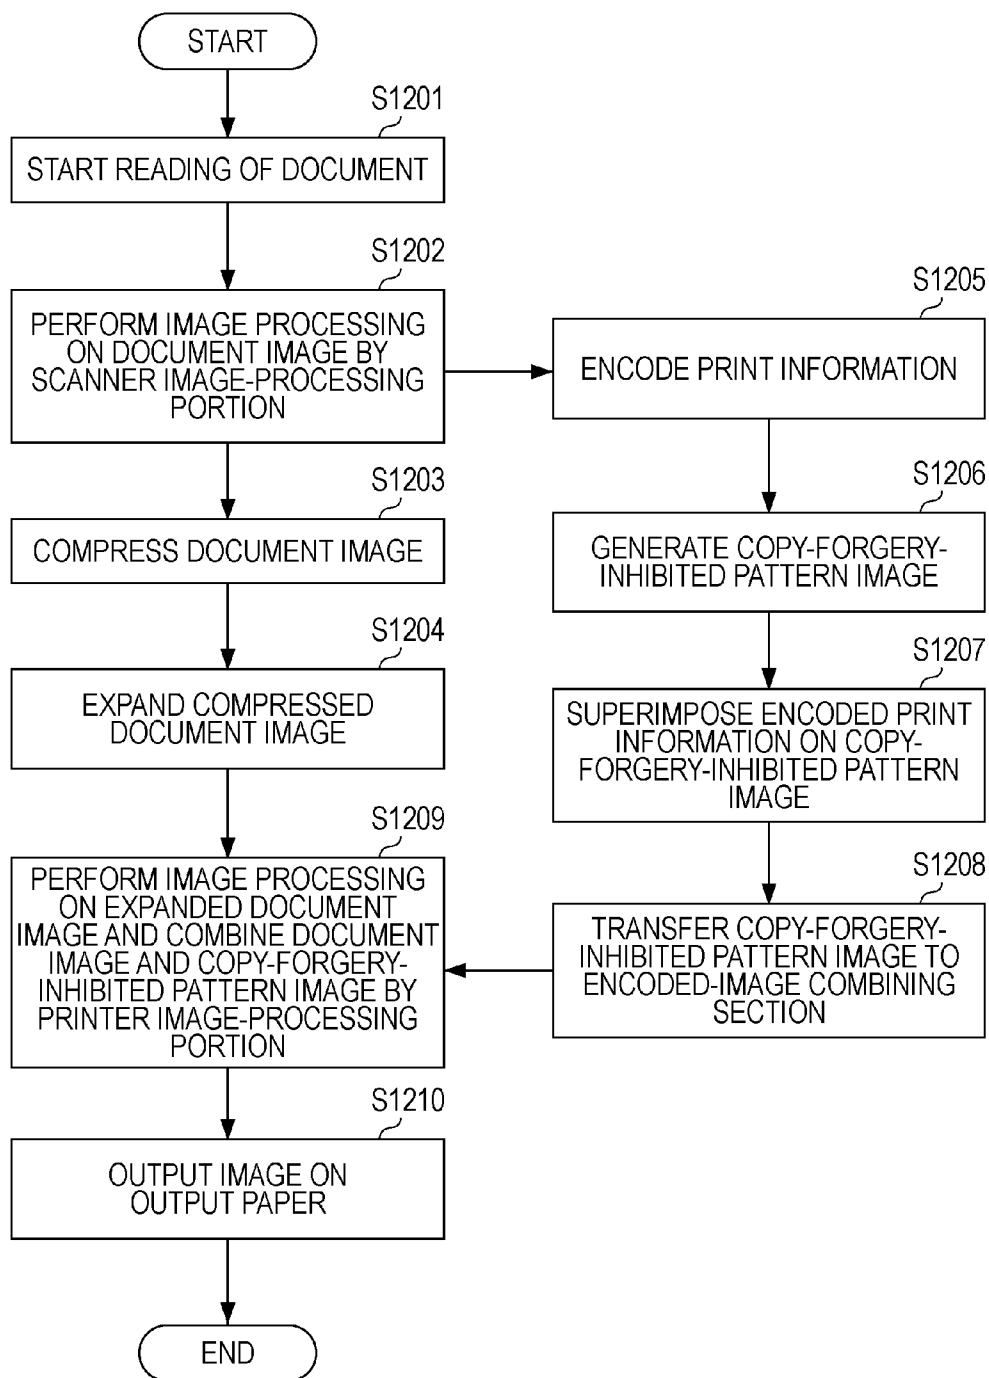 START
S1201
START READING OF DOCUMENT
S1202
PERFORM IMAGE PROCESSING
ON DOCUMENT IMAGE BY
SCANNER IMAGE-PROCESSING
PORTION
S1203
COMPRESS DOCUMENT IMAGE
S1204
EXPAND COMPRESSED
DOCUMENT IMAGE
S1205
ENCODE PRINT INFORMATION
S1206
GENERATE COPY-FORGERY-
INHIBITED PATTERN IMAGE
S1207
SUPERIMPOSE ENCODED PRINT
INFORMATION ON COPY-
FORGERY-INHIBITED PATTERN
IMAGE
S1208
TRANSFER COPY-FORGERY-
INHIBITED PATTERN IMAGE TO
ENCODED-IMAGE COMBINING
SECTION
S1209
PERFORM IMAGE PROCESSING
ON EXPANDED DOCUMENT
IMAGE AND COMBINE DOCUMENT
IMAGE AND COPY-FORGERY-
INHIBITED PATTERN IMAGE BY
PRINTER IMAGE-PROCESSING
PORTION
S1210
OUTPUT IMAGE ON
OUTPUT PAPER
END